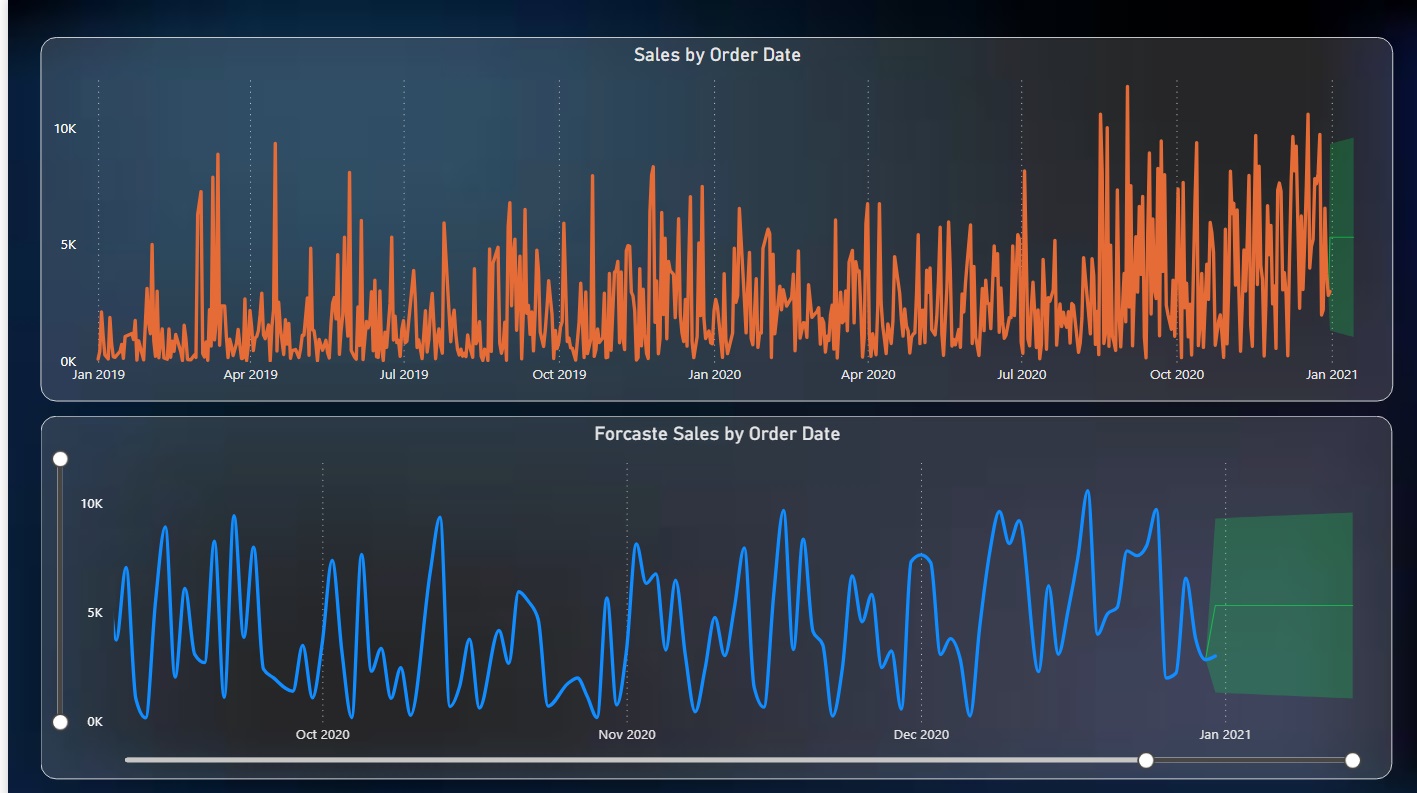 Sales by Order Date
10K
5K
0K
Jan 2019 Apr 2019 Jul 2019 Oct 2019 Jan 2020 Apr 2020 Jul 2020 Oct 2020 Jan 2021
Forcaste Sales by Order Date
10K
5K
0K
Oct 2020 Nov 2020 Dec 2020 Jan 2021